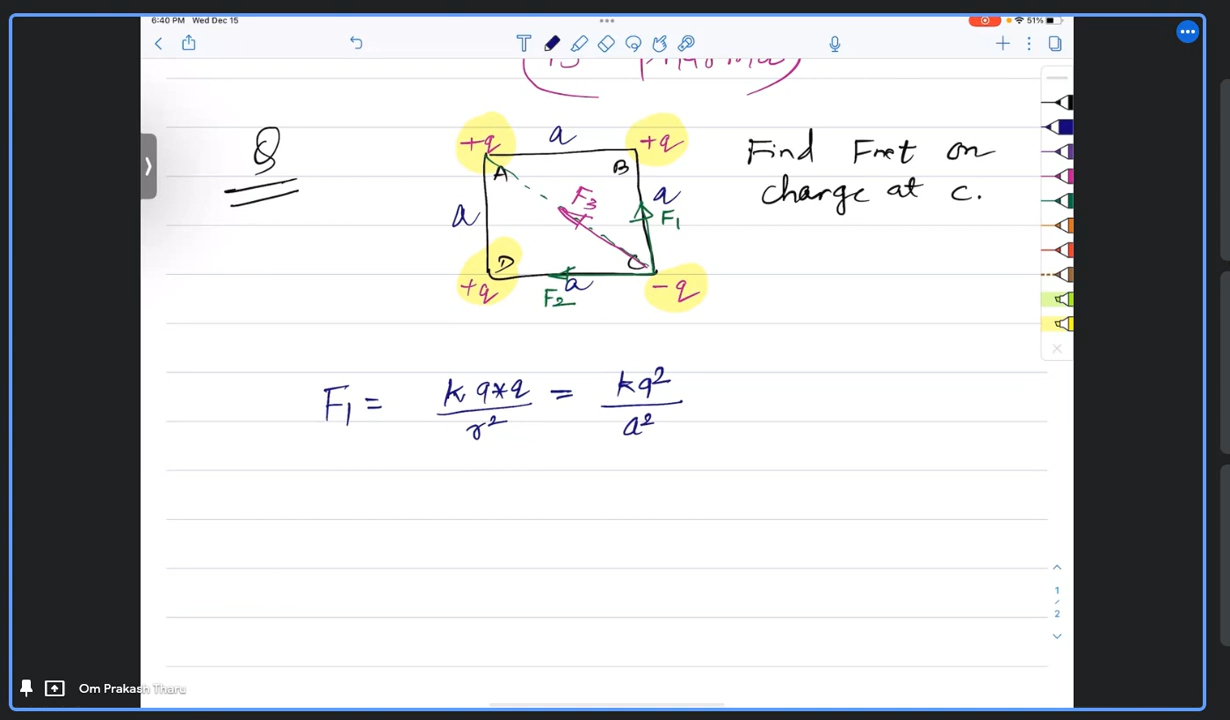 6:40 PM Wed Dec 15
51%
Q
+q a +q
A B
a F3 a F1
D C
+q F2 a -q
Find Fnet on
charge at c.
F1 = k q*q / r² = kq² / a²
1
/
2
Om Prakash Tharu